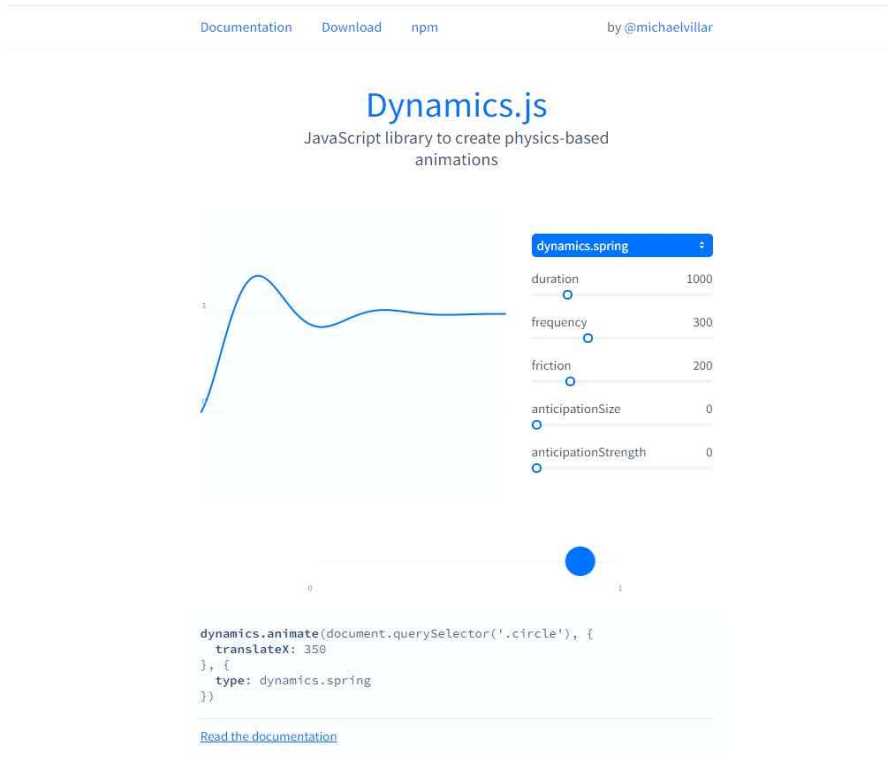 Documentation Download npm by @michaelvillar
Dynamics.js
JavaScript library to create physics-based
animations
dynamics.spring
duration 1000
frequency 300
friction 200
anticipationSize 0
anticipationStrength 0
1
0
0 1
dynamics.animate(document.querySelector('.circle'), {
  translateX: 350
}, {
  type: dynamics.spring
})
Read the documentation